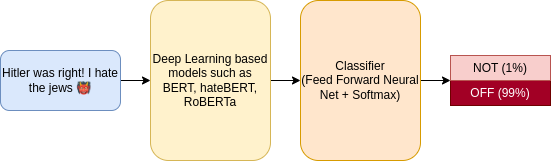 Hitler was right! I hate
the jews 👹
Deep Learning based
models such as
BERT, hateBERT,
RoBERTa
Classifier
(Feed Forward Neural
Net + Softmax)
NOT (1%)
OFF (99%)